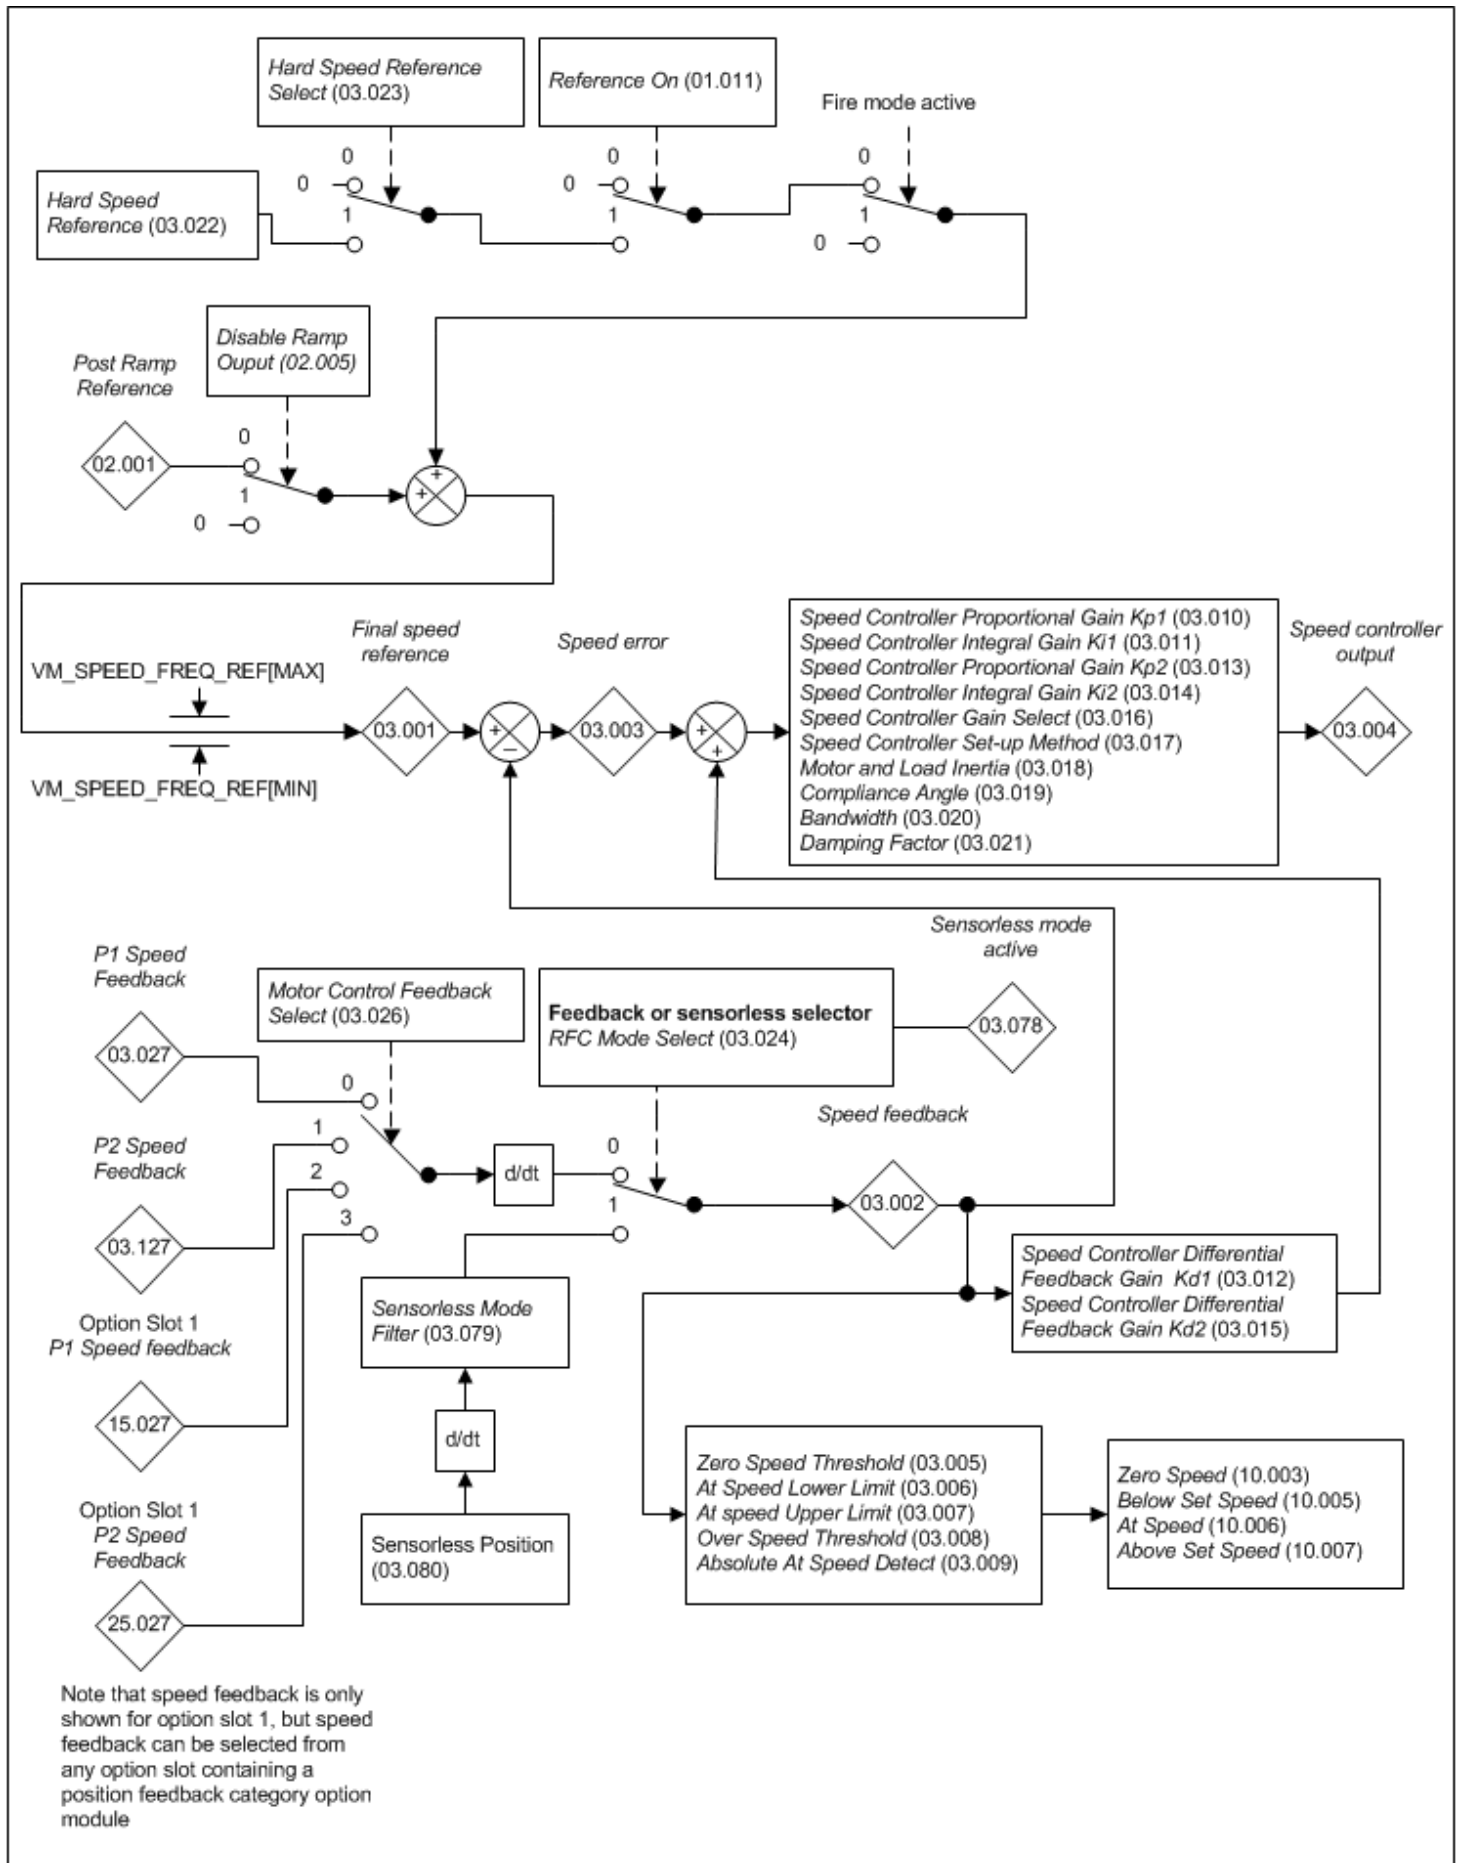 Hard Speed Reference
Select (03.023)
Reference On (01.011)
Fire mode active
0
0
0
0
0
1
1
1
0
Hard Speed
Reference (03.022)
Disable Ramp
Ouput (02.005)
Post Ramp
Reference
02.001
0
1
0
+
+
VM_SPEED_FREQ_REF[MAX]
VM_SPEED_FREQ_REF[MIN]
Final speed
reference
03.001
+
−
Speed error
03.003
+
+
Speed Controller Proportional Gain Kp1 (03.010)
Speed Controller Integral Gain Ki1 (03.011)
Speed Controller Proportional Gain Kp2 (03.013)
Speed Controller Integral Gain Ki2 (03.014)
Speed Controller Gain Select (03.016)
Speed Controller Set-up Method (03.017)
Motor and Load Inertia (03.018)
Compliance Angle (03.019)
Bandwidth (03.020)
Damping Factor (03.021)
Speed controller
output
03.004
P1 Speed
Feedback
03.027
P2 Speed
Feedback
03.127
Option Slot 1
P1 Speed feedback
15.027
Option Slot 1
P2 Speed
Feedback
25.027
Motor Control Feedback
Select (03.026)
0
1
2
3
d/dt
Feedback or sensorless selector
RFC Mode Select (03.024)
Sensorless mode
active
03.078
0
1
Speed feedback
03.002
Sensorless Mode
Filter (03.079)
d/dt
Sensorless Position
(03.080)
Speed Controller Differential
Feedback Gain Kd1 (03.012)
Speed Controller Differential
Feedback Gain Kd2 (03.015)
Zero Speed Threshold (03.005)
At Speed Lower Limit (03.006)
At speed Upper Limit (03.007)
Over Speed Threshold (03.008)
Absolute At Speed Detect (03.009)
Zero Speed (10.003)
Below Set Speed (10.005)
At Speed (10.006)
Above Set Speed (10.007)
Note that speed feedback is only
shown for option slot 1, but speed
feedback can be selected from
any option slot containing a
position feedback category option
module